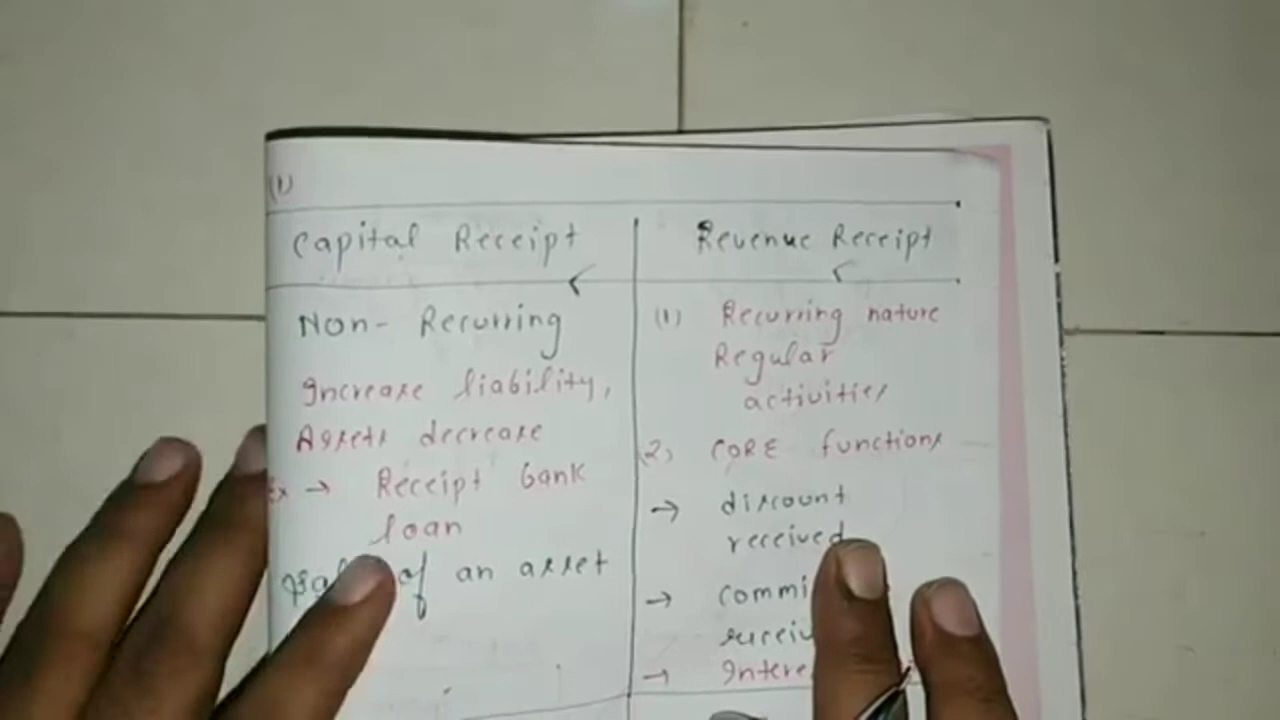 (1)
Capital Receipt
Revenue Receipt
Non- Recurring
Increase liability,
Assets decrease
Ex → Receipt bank
loan
of an asset
(1) Recurring nature
Regular
activities
(2) CORE functions
→ discount
received
→ commi
receiv
→ Intere